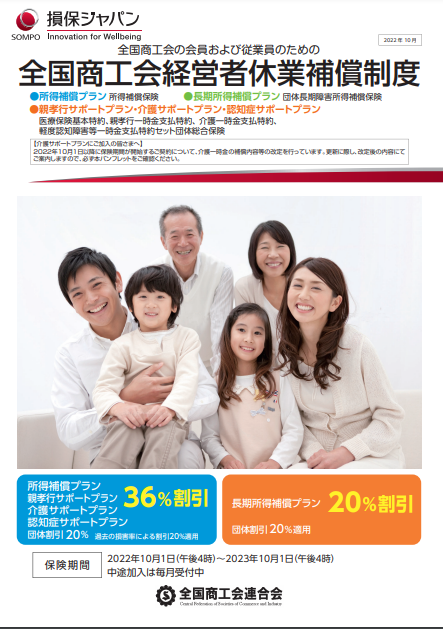 損保ジャパン
SOMPO Innovation for Wellbeing
2022年10月
全国商工会の会員および従業員のための
全国商工会経営者休業補償制度
●所得補償プラン 所得補償保険 ●長期所得補償プラン 団体長期障害所得補償保険
●親孝行サポートプラン・介護サポートプラン・認知症サポートプラン
医療保険基本特約、親孝行一時金支払特約、介護一時金支払特約、
軽度認知障害等一時金支払特約セット団体総合保険
【介護サポートプランにご加入の皆さまへ】
2022年10月1日以降に保険期間が開始するご契約について、介護一時金の補償内容等の改定を行っています。更新に際し、改定後の内容にて
ご案内しますので、必ず本パンフレットをご確認ください。
所得補償プラン
親孝行サポートプラン
介護サポートプラン
認知症サポートプラン
36%割引
団体割引20% 過去の損害率による割引20%適用
長期所得補償プラン 20%割引
団体割引20%適用
保険期間
2022年10月1日(午後4時)～2023年10月1日(午後4時)
中途加入は毎月受付中
全国商工会連合会
Central Federation of Societies of Commerce and Industry